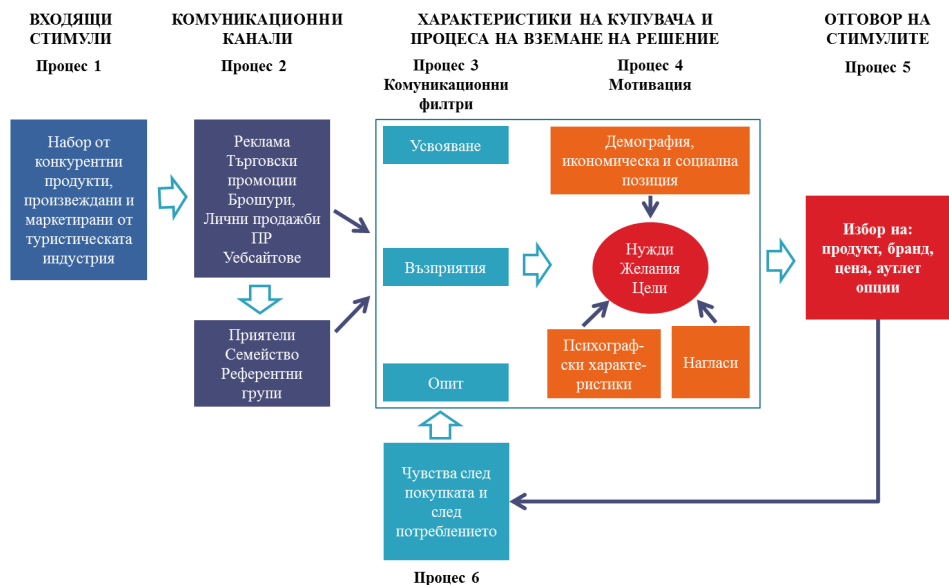 ВХОДЯЩИ
СТИМУЛИ
Процес 1
КОМУНИКАЦИОННИ
КАНАЛИ
Процес 2
ХАРАКТЕРИСТИКИ НА КУПУВАЧА И
ПРОЦЕСА НА ВЗЕМАНЕ НА РЕШЕНИЕ
Процес 3
Комуникационни
филтри
Процес 4
Мотивация
ОТГОВОР НА
СТИМУЛИТЕ
Процес 5
Набор от
конкурентни
продукти,
произвеждани и
маркетирани от
туристическата
индустрия
Реклама
Търговски
промоции
Брошури,
Лични продажби
ПР
Уебсайтове
Приятели
Семейство
Референтни
групи
Усвояване
Възприятия
Опит
Демография,
икономическа и социална
позиция
Нужди
Желания
Цели
Психограф-
ски характе-
ристики
Нагласи
Избор на:
продукт, бранд,
цена, аутлет
опции
Чувства след
покупката и
след
потреблението
Процес 6